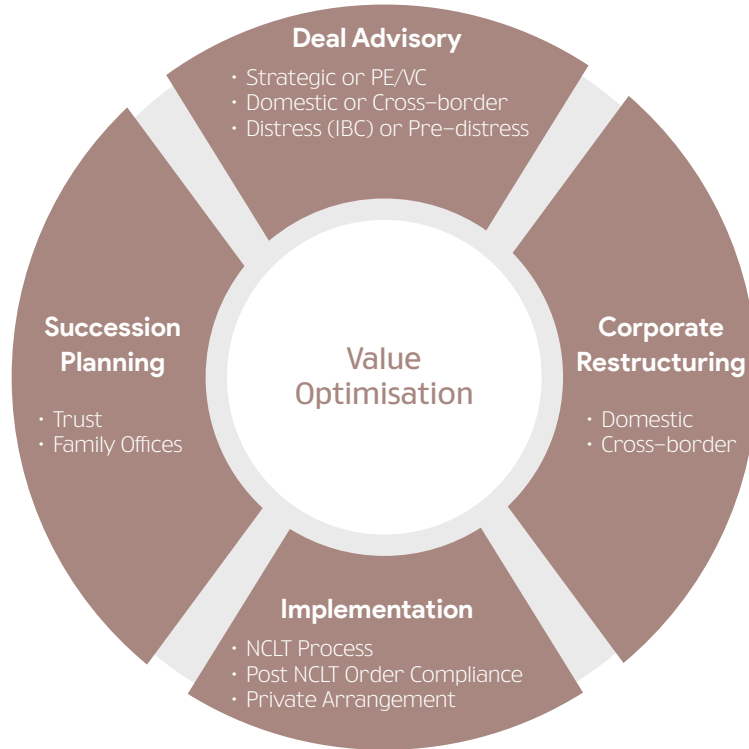 Deal Advisory
· Strategic or PE/VC
· Domestic or Cross-border
· Distress (IBC) or Pre-distress
Succession
Planning
· Trust
· Family Offices
Value
Optimisation
Corporate
Restructuring
· Domestic
· Cross-border
Implementation
· NCLT Process
· Post NCLT Order Compliance
· Private Arrangement